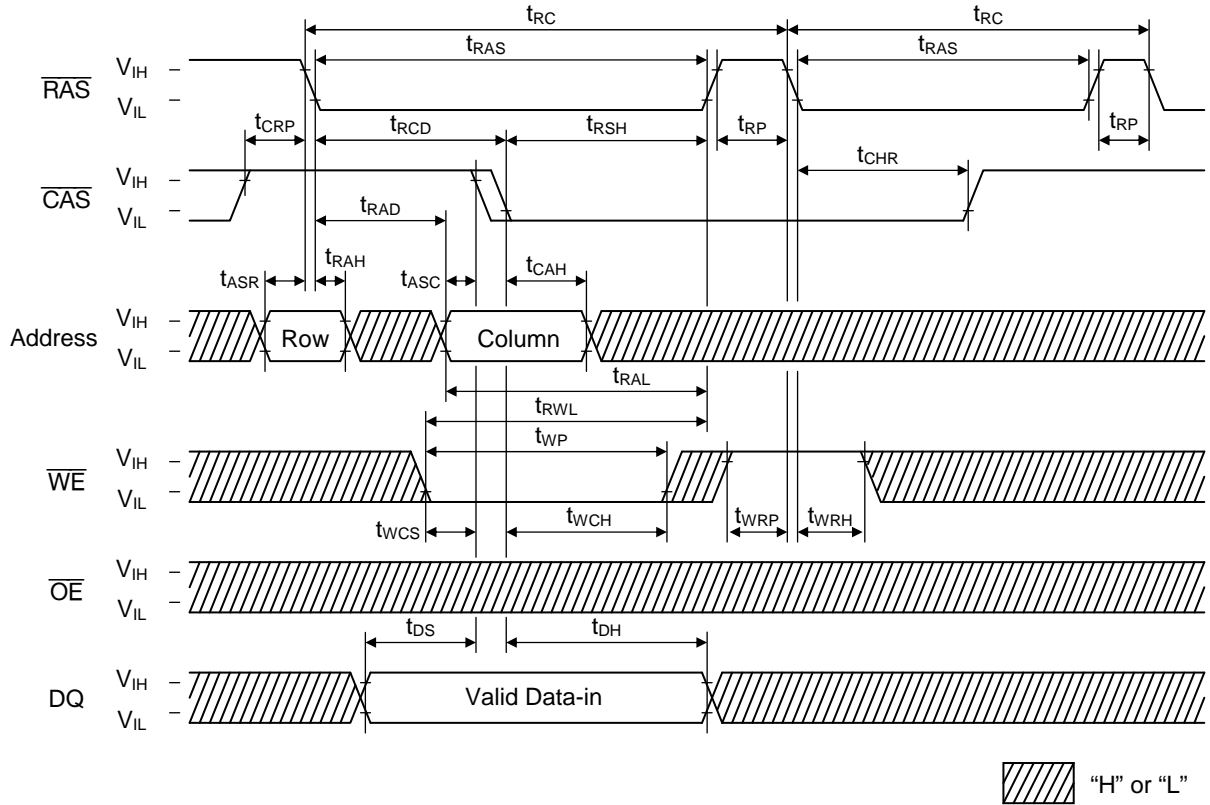 tRC tRC
tRAS tRAS
RAS VIH
VIL
tCRP tRCD tRSH tRP tCHR tRP
CAS VIH
VIL
tRAD
tASR tRAH tASC tCAH
Address VIH
VIL
Row Column
tRAL
tRWL
tWP
WE VIH
VIL
tWCS tWCH tWRP tWRH
OE VIH
VIL
tDS tDH
DQ VIH
VIL
Valid Data-in
“H” or “L”